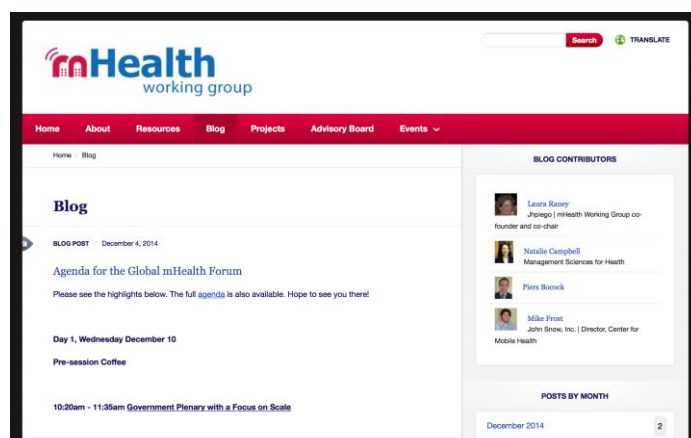 mHealth
working group
Search
TRANSLATE
Home About Resources Blog Projects Advisory Board Events
Home Blog
Blog
BLOG POST December 4, 2014
Agenda for the Global mHealth Forum
Please see the highlights below. The full agenda is also available. Hope to see you there!
Day 1, Wednesday December 10
Pre-session Coffee
10:20am - 11:35am Government Plenary with a Focus on Scale
BLOG CONTRIBUTORS
Laura Raney
Jhpiego | mHealth Working Group co-
founder and co-chair
Natalie Campbell
Management Sciences for Health
Piers Bocock
Mike Frost
John Snow, Inc. | Director, Center for
Mobile Health
POSTS BY MONTH
December 2014 2